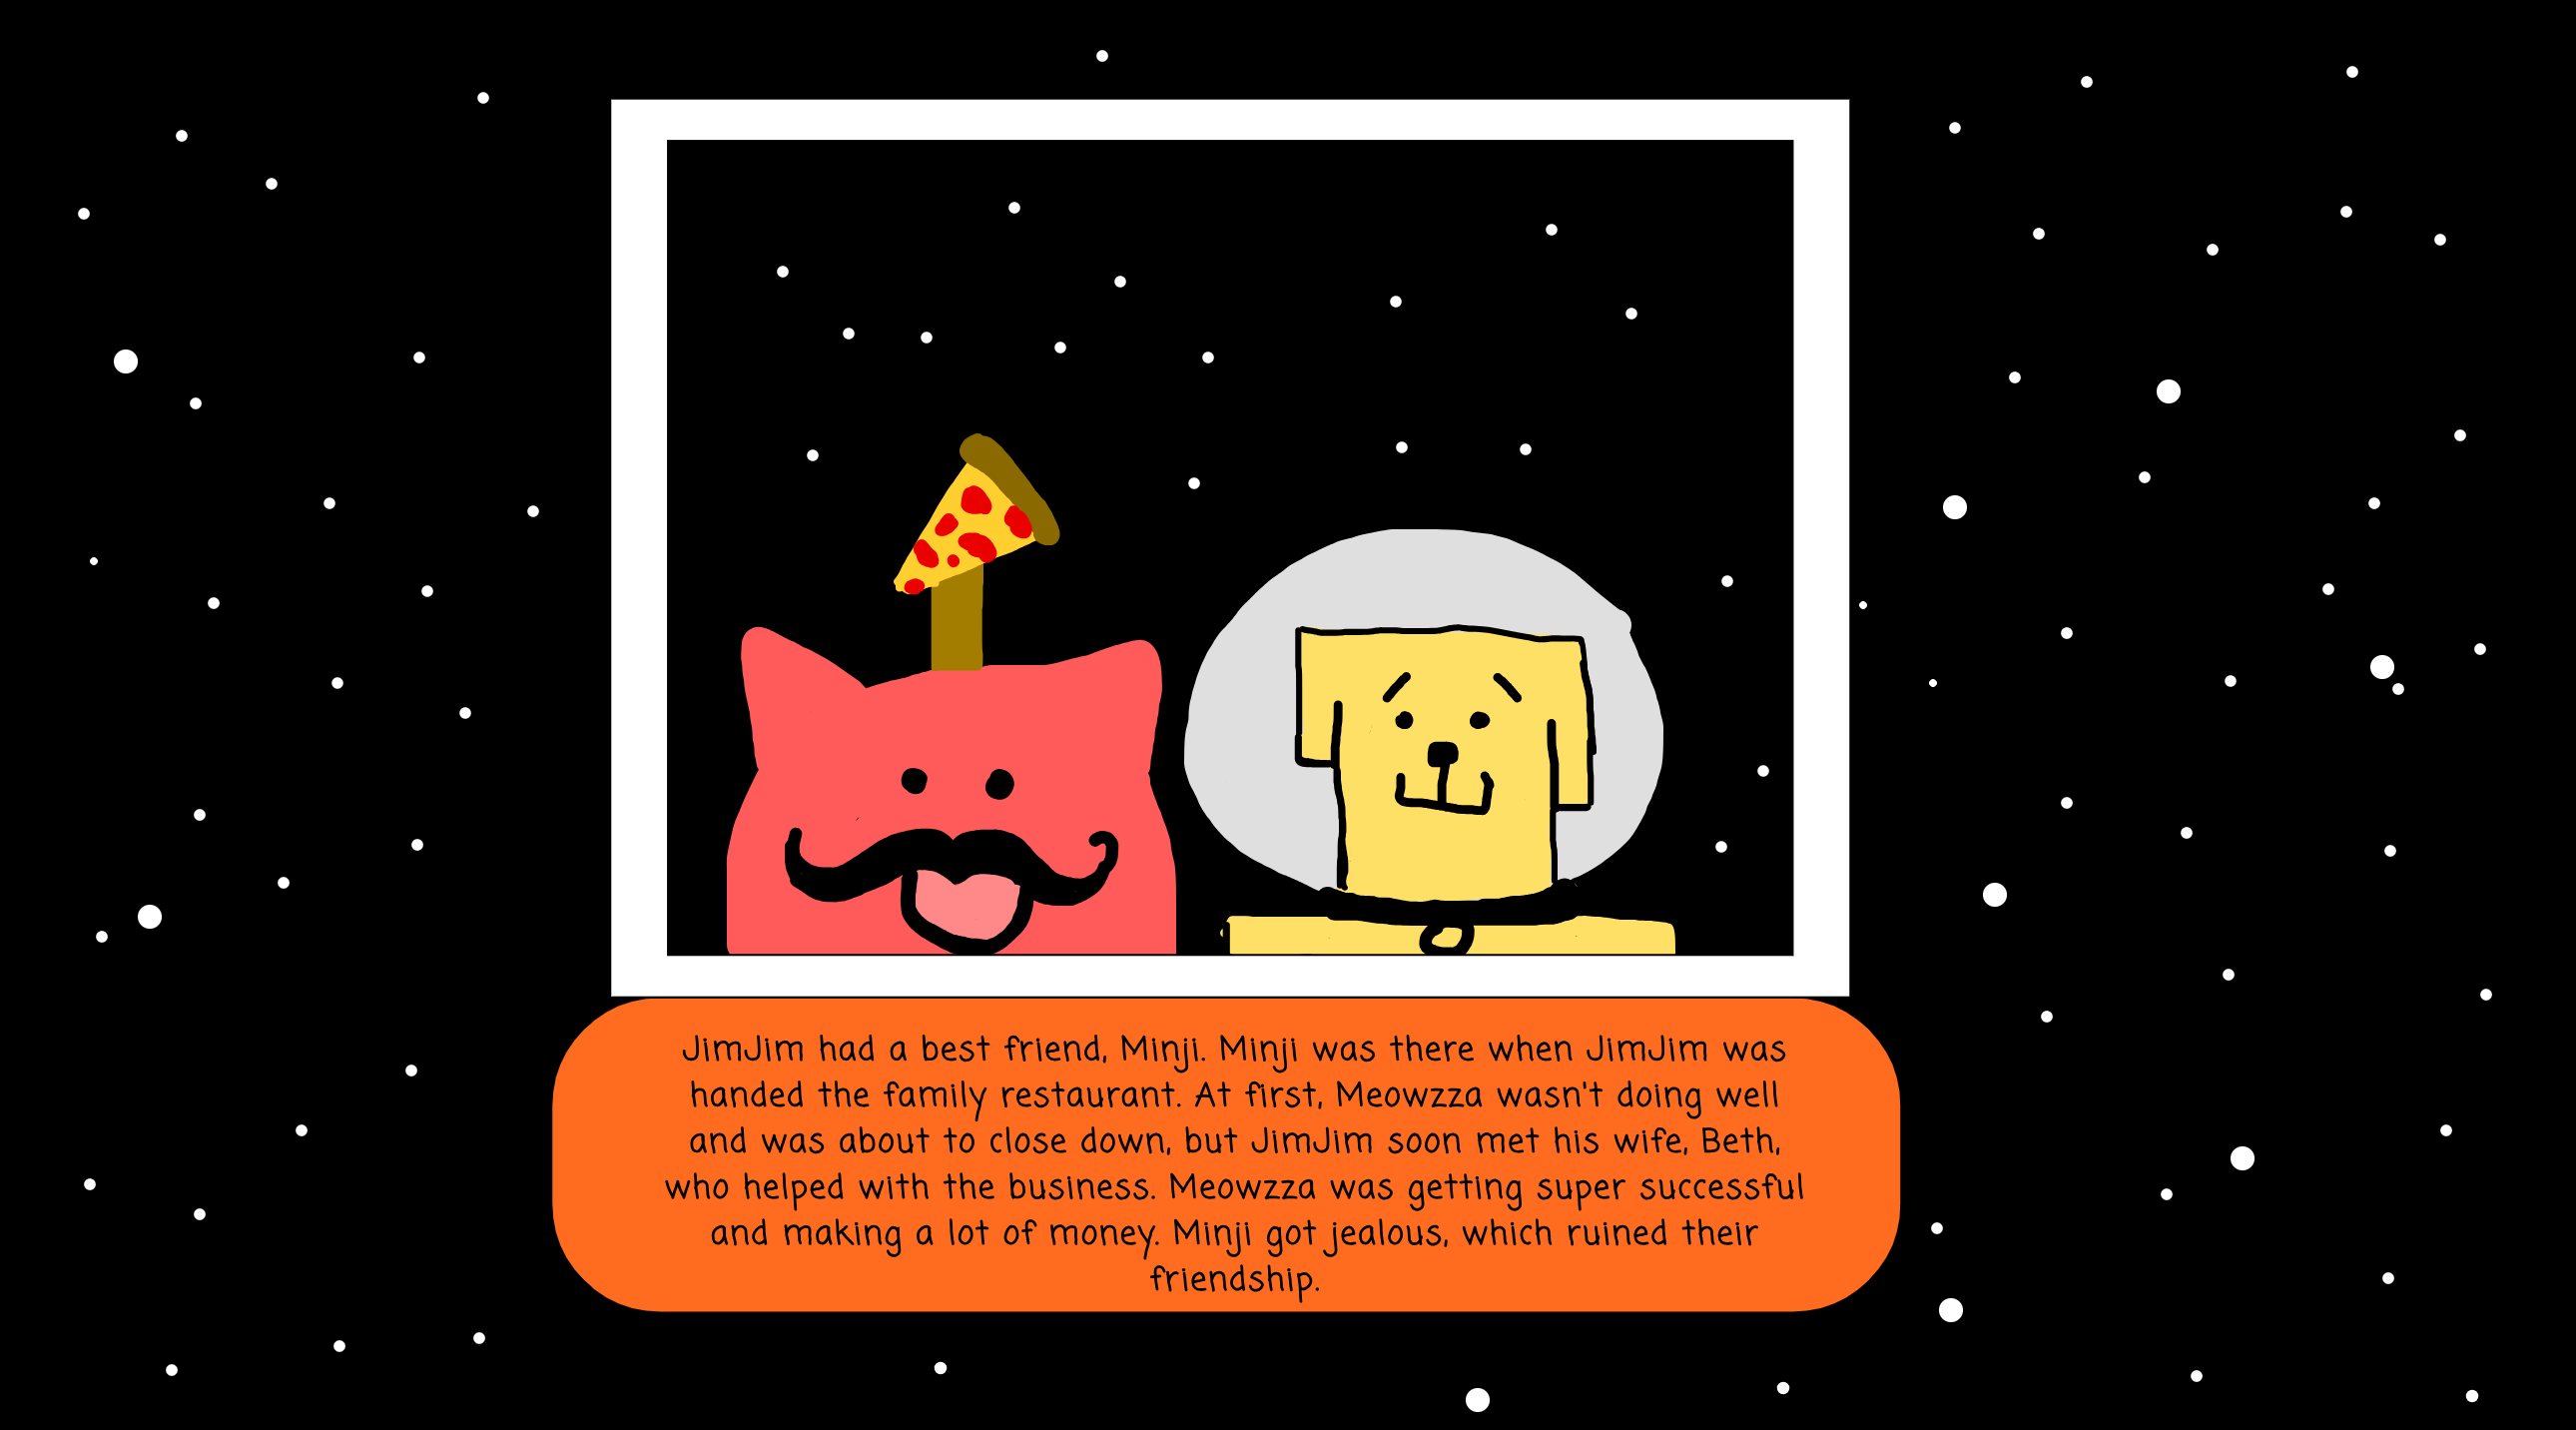 JimJim had a best friend, Minji. Minji was there when JimJim was
handed the family restaurant. At first, Meowzza wasn't doing well
and was about to close down, but JimJim soon met his wife, Beth,
who helped with the business. Meowzza was getting super successful
and making a lot of money. Minji got jealous, which ruined their
friendship.